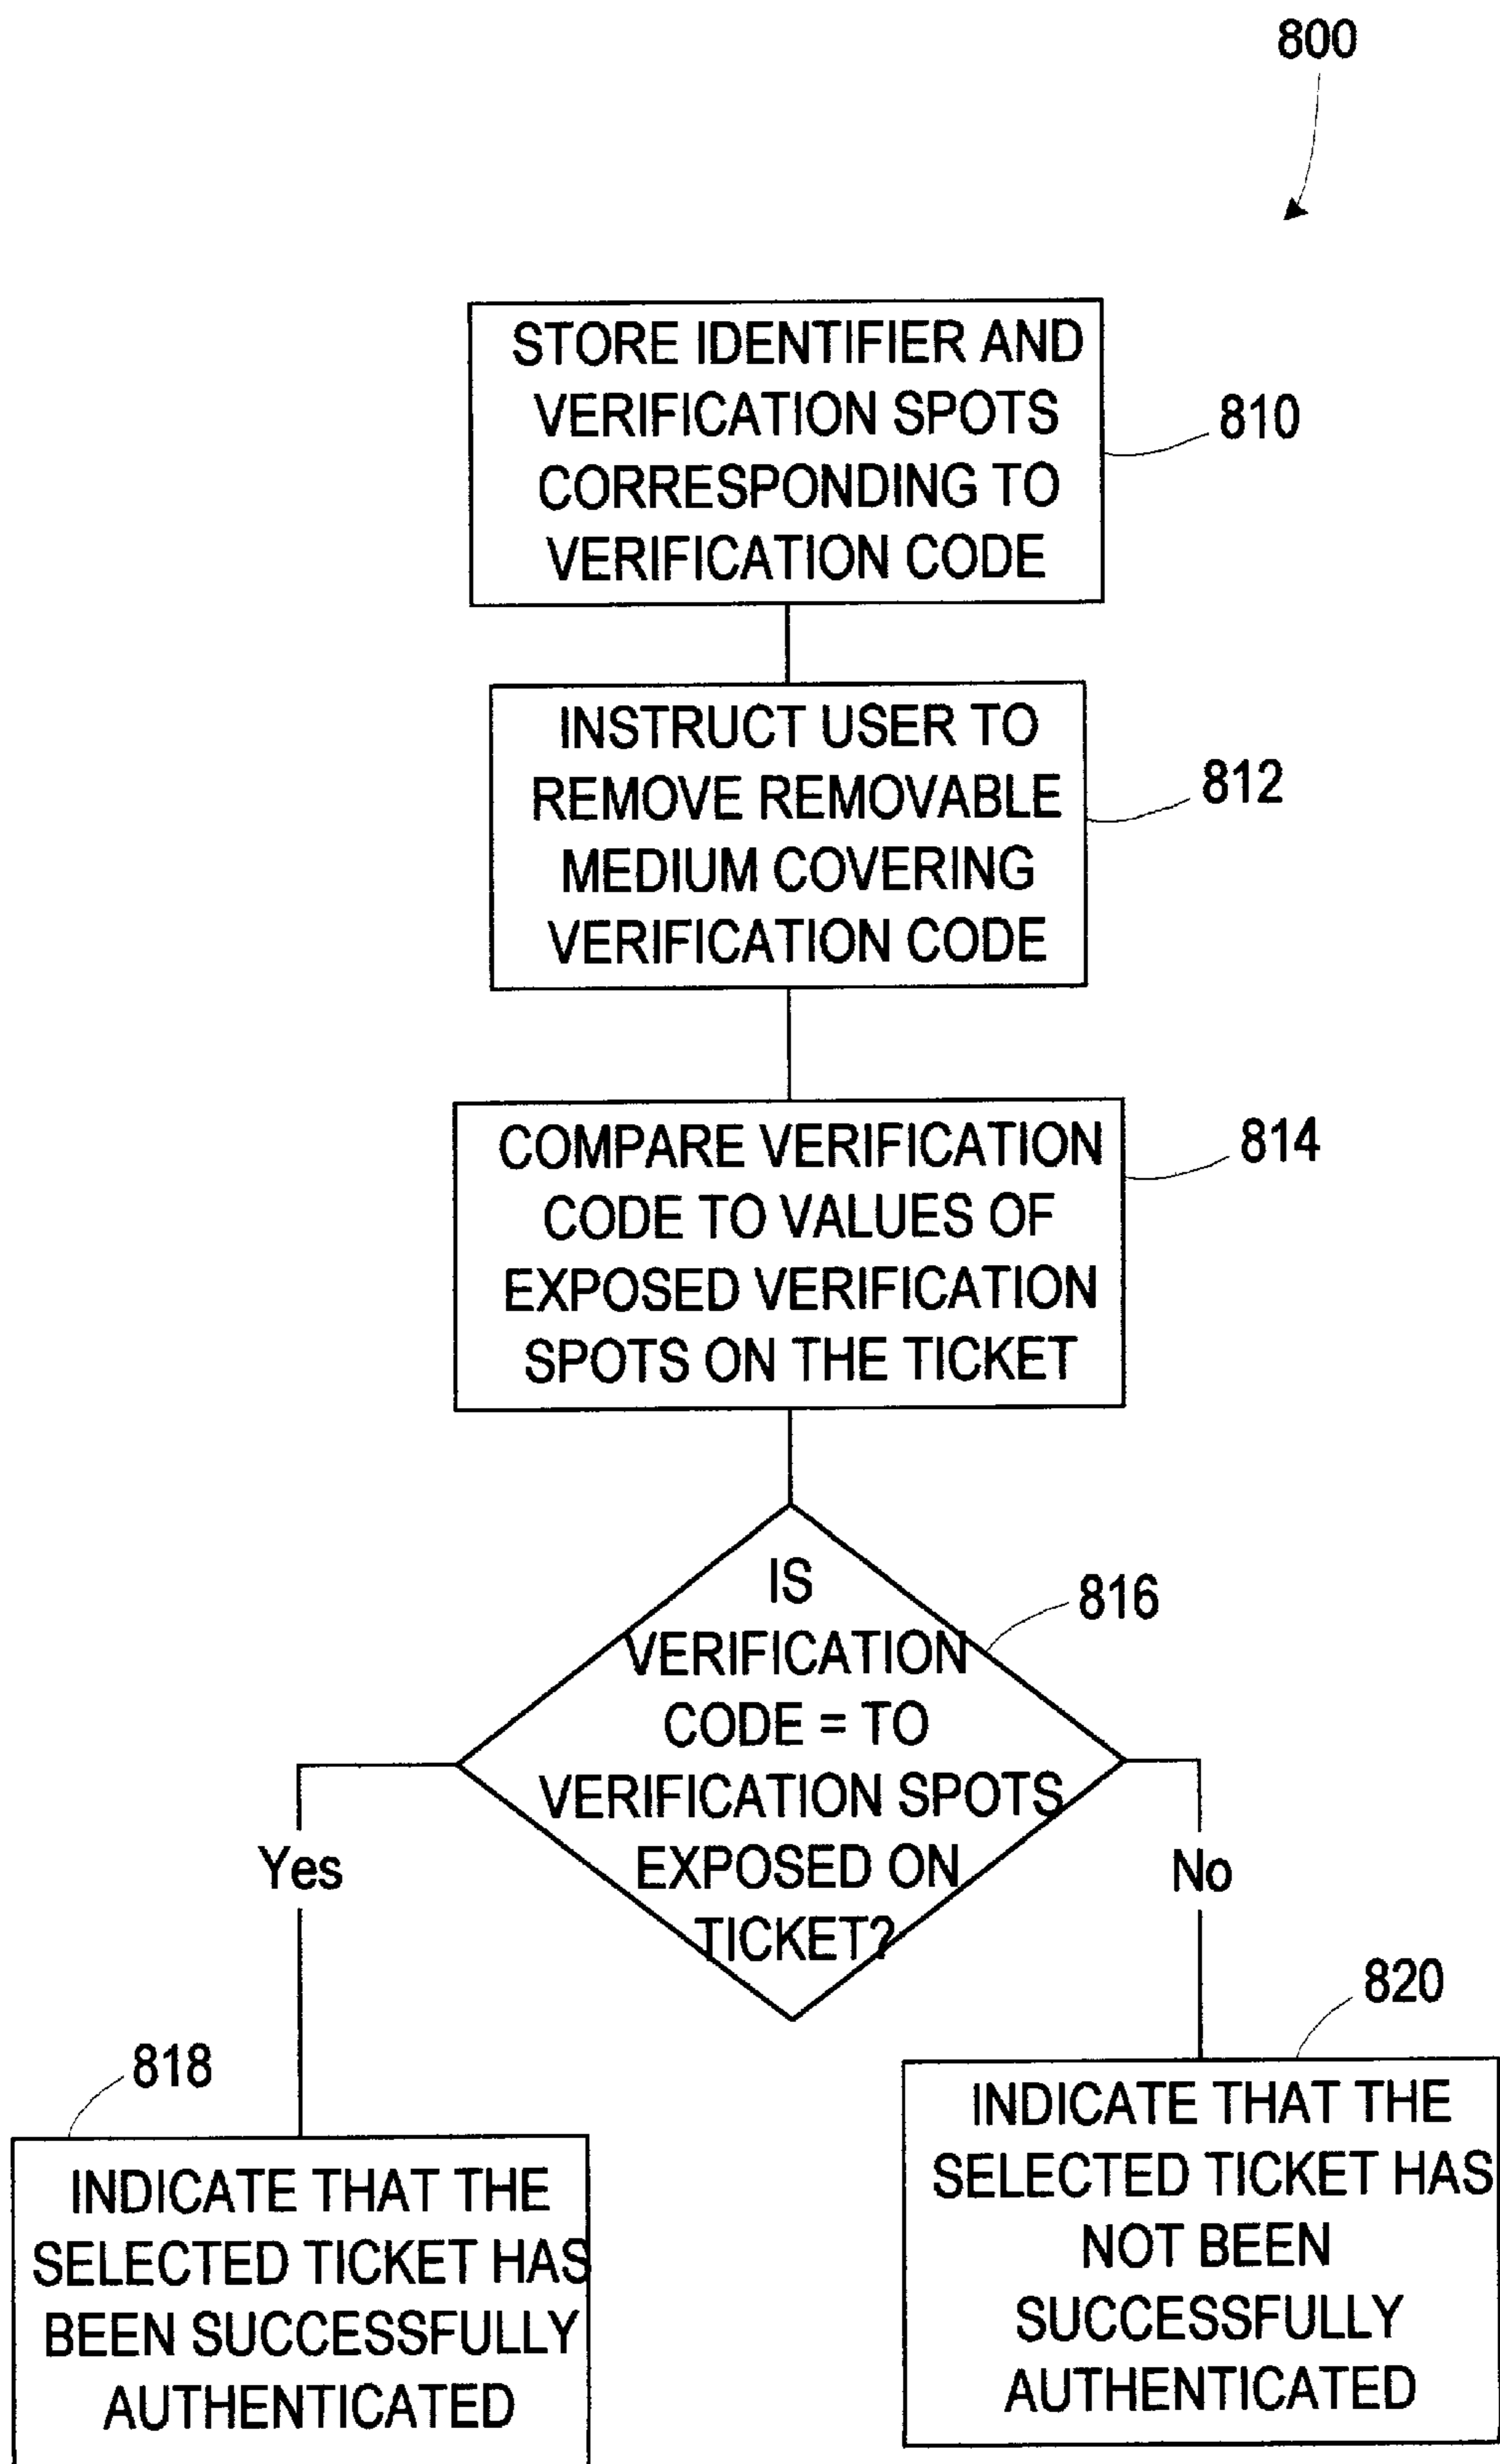 800
STORE IDENTIFIER AND
VERIFICATION SPOTS
CORRESPONDING TO
VERIFICATION CODE
810
INSTRUCT USER TO
REMOVE REMOVABLE
MEDIUM COVERING
VERIFICATION CODE
812
COMPARE VERIFICATION
CODE TO VALUES OF
EXPOSED VERIFICATION
SPOTS ON THE TICKET
814
IS
VERIFICATION
CODE = TO
VERIFICATION SPOTS
EXPOSED ON
TICKET?
816
Yes
No
818
INDICATE THAT THE
SELECTED TICKET HAS
BEEN SUCCESSFULLY
AUTHENTICATED
820
INDICATE THAT THE
SELECTED TICKET HAS
NOT BEEN
SUCCESSFULLY
AUTHENTICATED